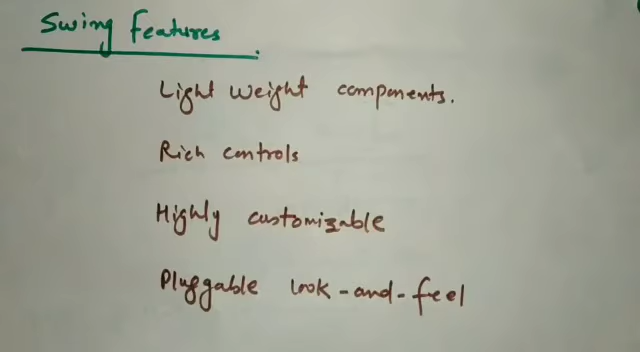 Swing Features
Light weight components.
Rich controls
Highly customizable
Pluggable look-and-feel